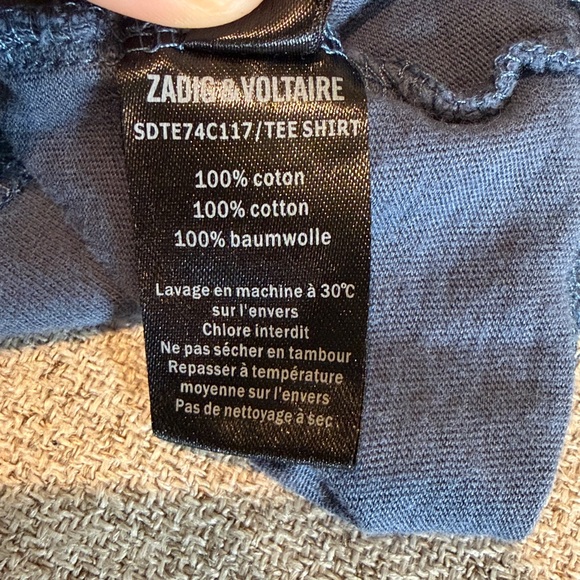 ZADIG & VOLTAIRE
SDTE74C117/TEE SHIRT
100% coton
100% cotton
100% baumwolle
Lavage en machine à 30°C
sur l'envers
Chlore interdit
Ne pas sécher en tambour.
Repasser à température
moyenne sur l'envers
Pas de nettoyage à sec.